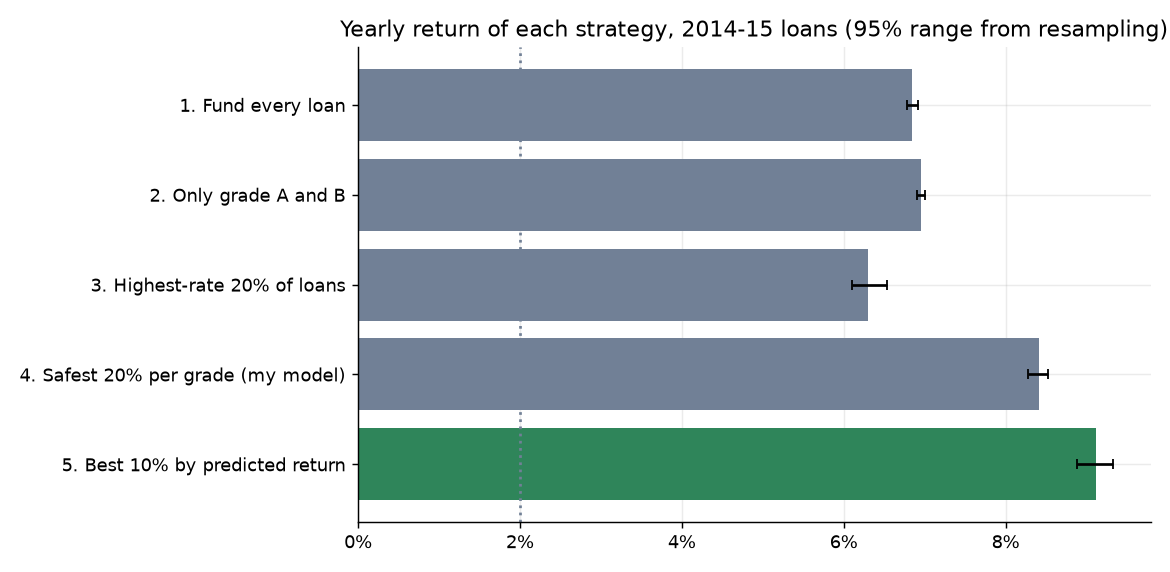 Yearly return of each strategy, 2014-15 loans (95% range from resampling)
1. Fund every loan
2. Only grade A and B
3. Highest-rate 20% of loans
4. Safest 20% per grade (my model)
5. Best 10% by predicted return
0% 2% 4% 6% 8%